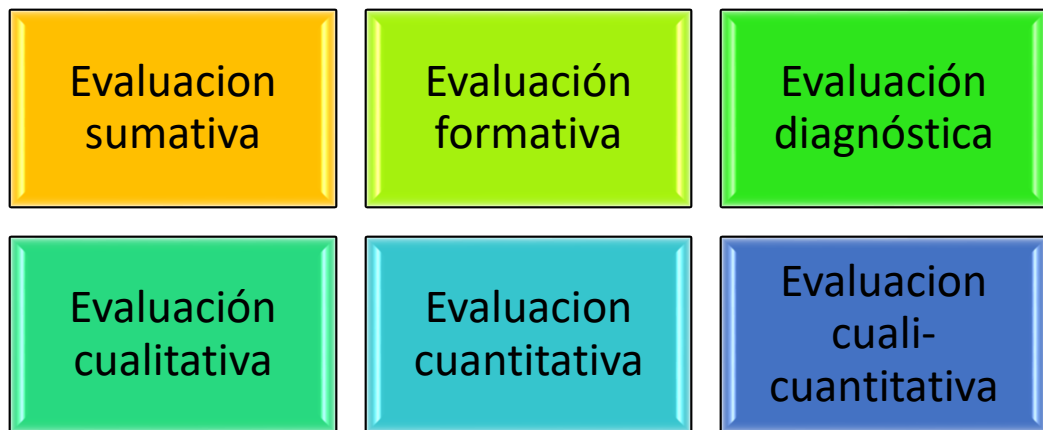 Evaluacion
sumativa
Evaluación
formativa
Evaluación
diagnóstica
Evaluación
cualitativa
Evaluacion
cuantitativa
Evaluacion
cuali-
cuantitativa